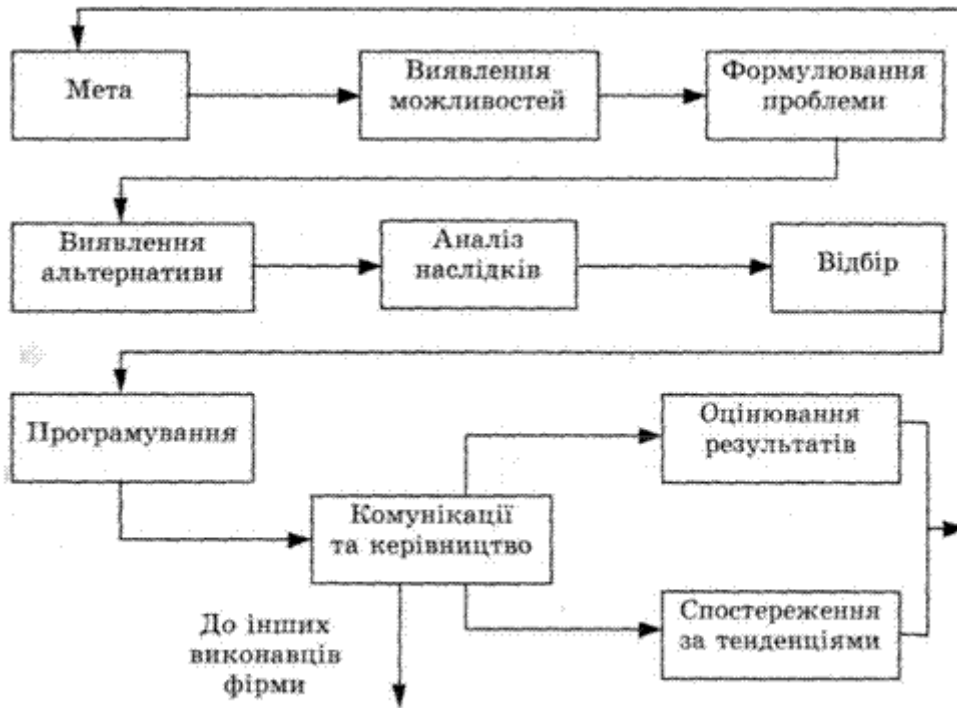 Мета
Виявлення
можливостей
Формулювання
проблеми
Виявлення
альтернативи
Аналіз
наслідків
Відбір
Програмування
Комунікації
та керівництво
Оцінювання
результатів
Спостереження
за тенденціями
До інших
виконавців
фірми